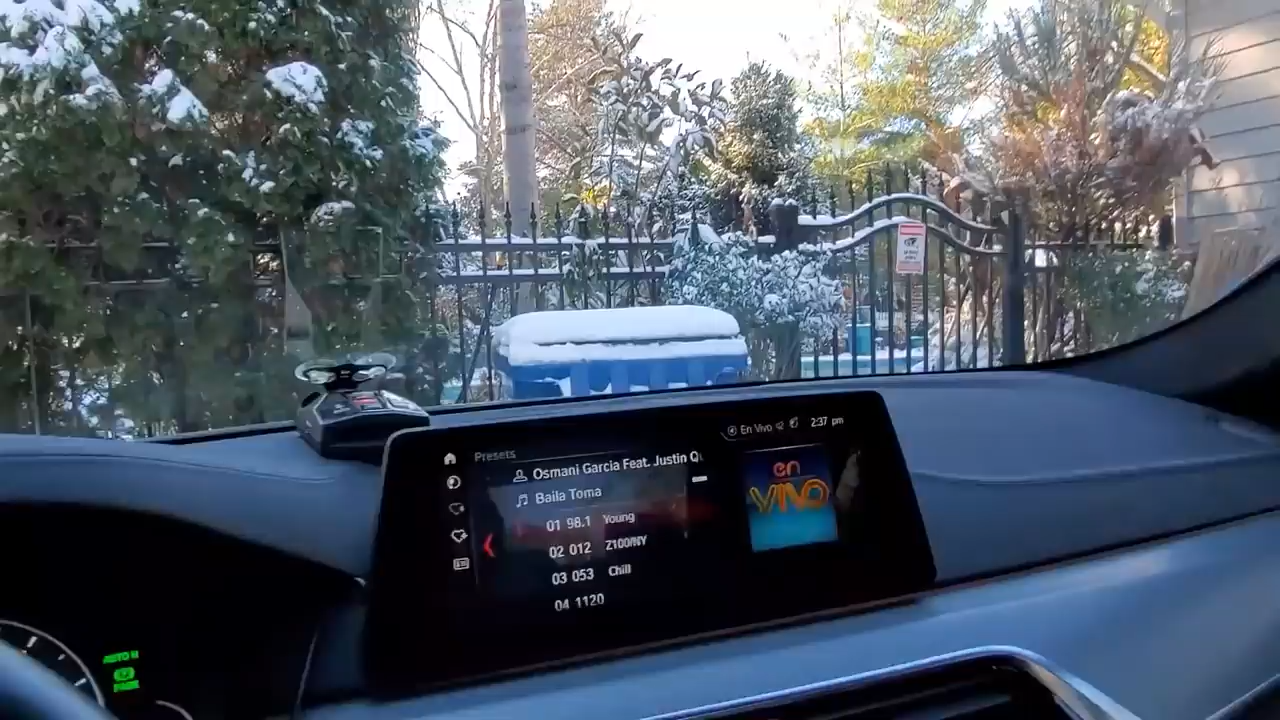 Presets
En Vivo
2:37 pm
Osmani Garcia Feat. Justin Q
Baila Toma
01 98.1 Young
02 012 Z100/NY
03 053 Chill
04 1120
en
VIVO
AUTO H